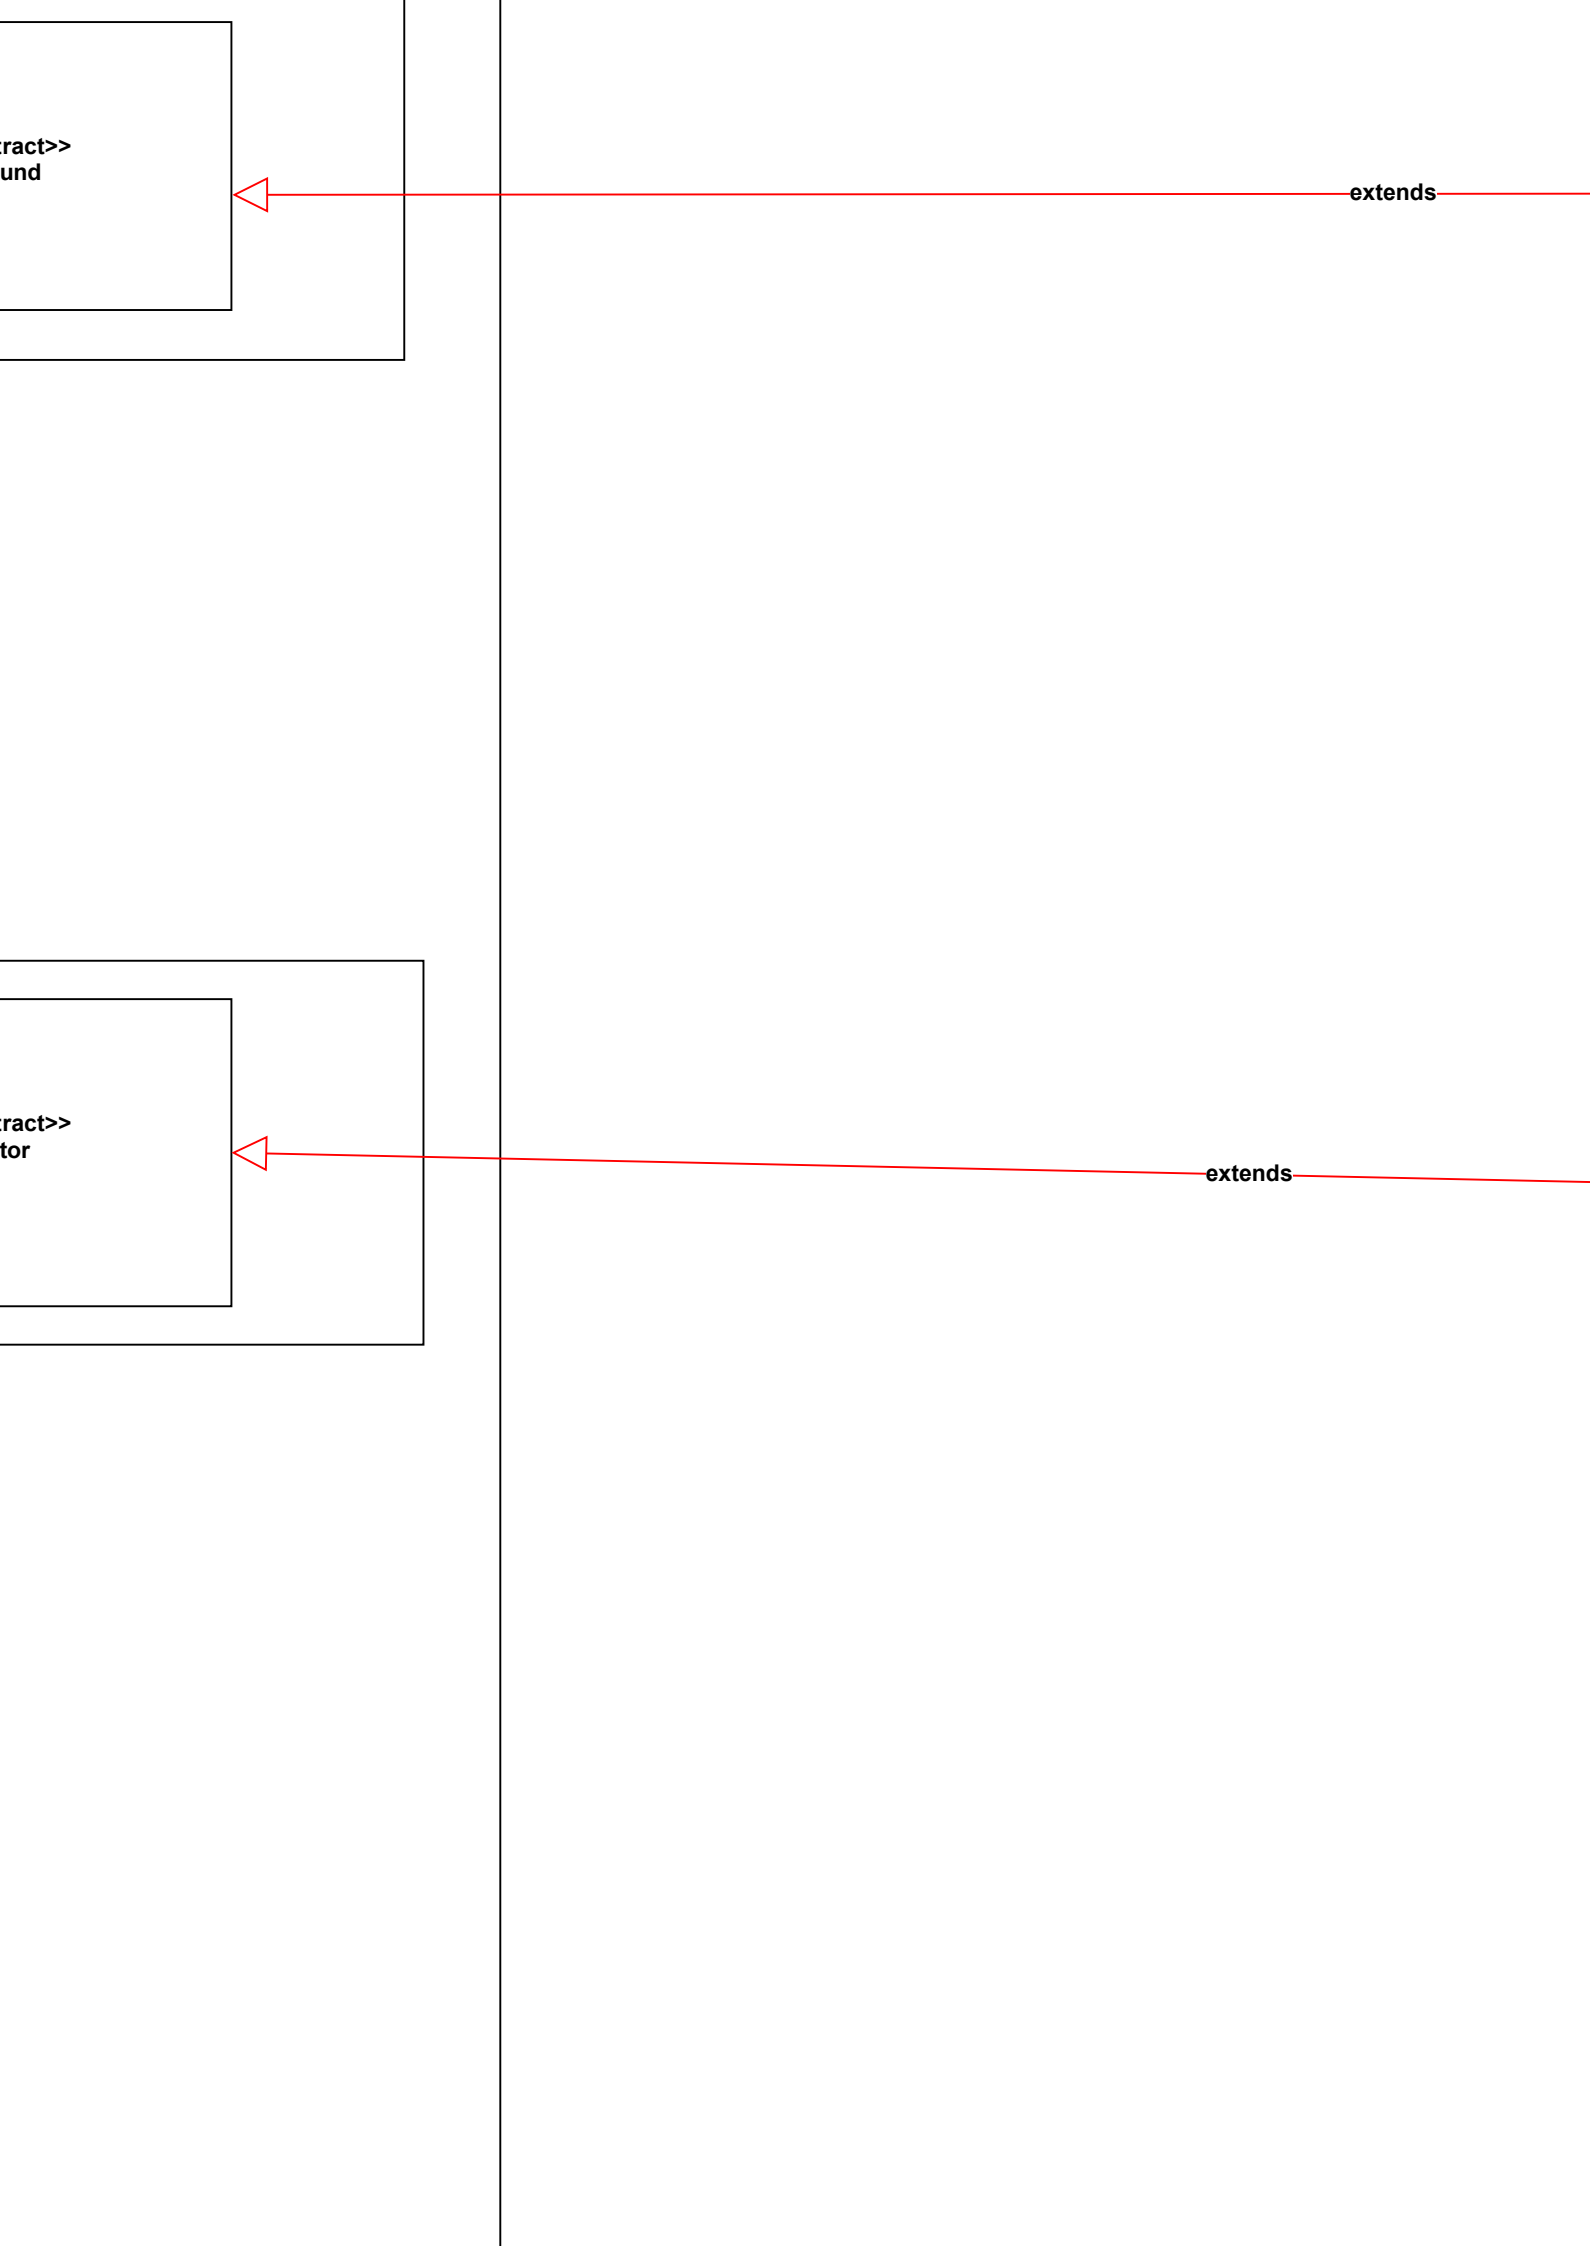 ract>>
und
extends
ract>>
tor
extends